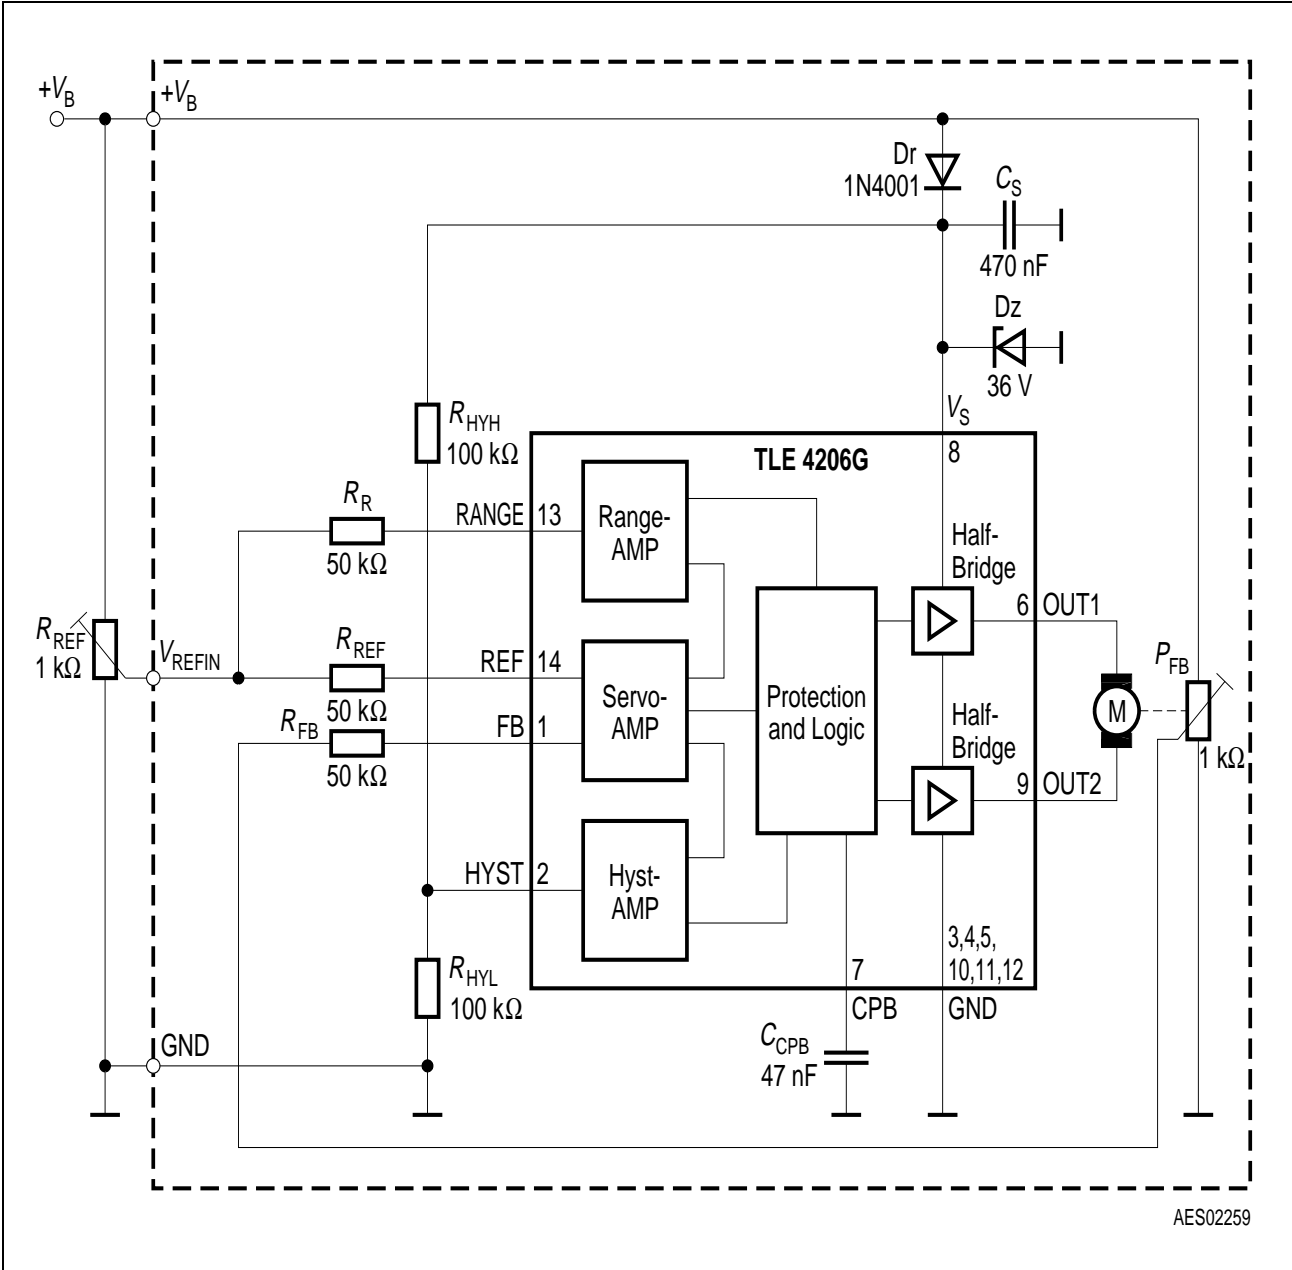 +VB
+VB
Dr
1N4001
CS
470 nF
Dz
36 V
VS
8
RHYH
100 kΩ
TLE 4206G
RR
50 kΩ
RANGE 13
Range-
AMP
Half-
Bridge
6 OUT1
RREF
1 kΩ
VREFIN
RREF
50 kΩ
REF 14
RFB
50 kΩ
FB 1
Servo-
AMP
Protection
and Logic
Half-
Bridge
9 OUT2
M
PFB
1 kΩ
HYST 2
Hyst-
AMP
RHYL
100 kΩ
3,4,5,
10,11,12
7
CPB
GND
CCPB
47 nF
GND
AES02259